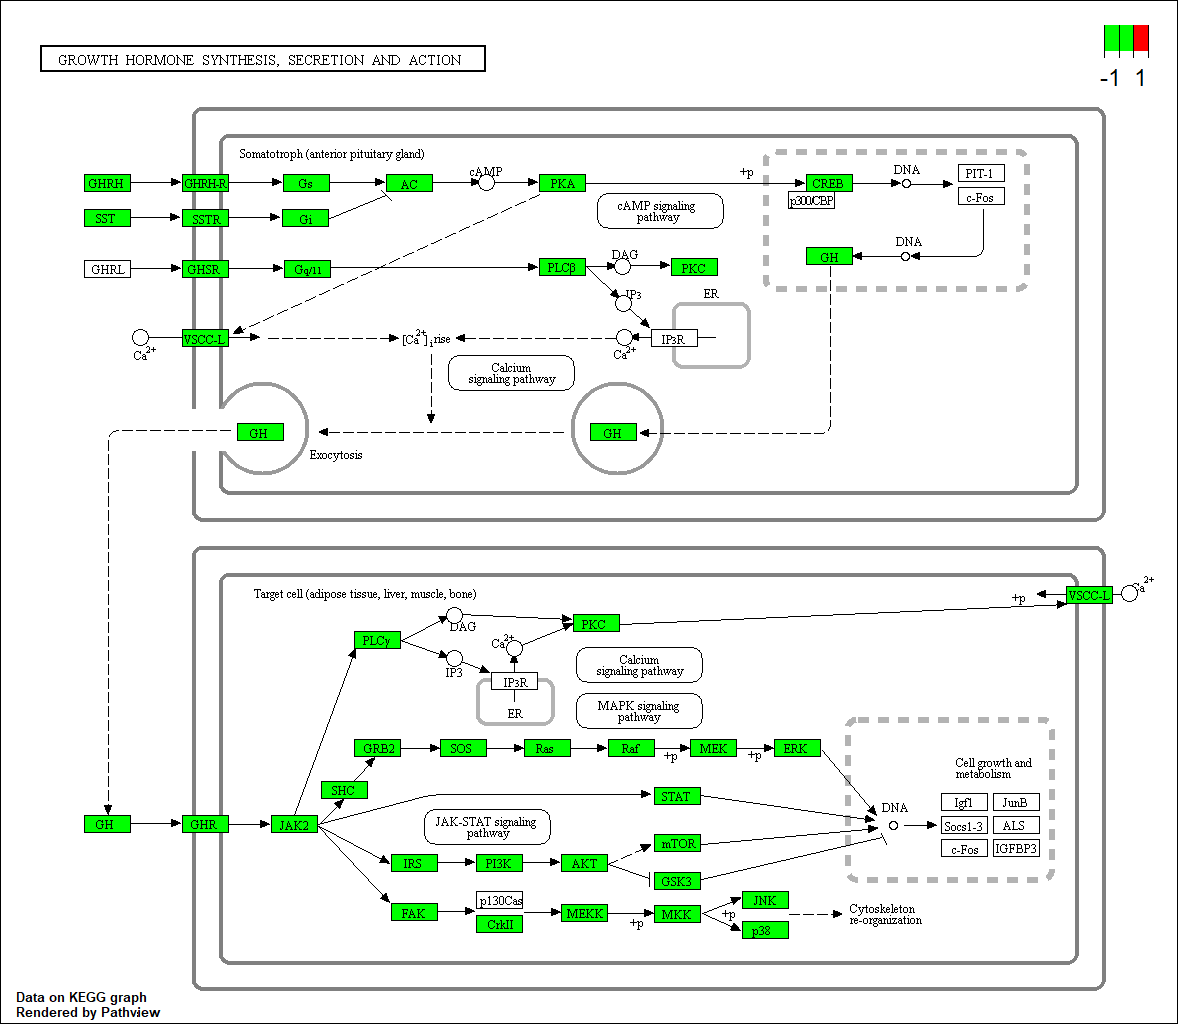 GROWTH HORMONE SYNTHESIS, SECRETION AND ACTION
-1 1
Somatotroph (anterior pituitary gland)
GHRH GHRH-R Gs AC cAMP PKA +p CREB DNA PIT-1
p300/CBP c-Fos
SST SSTR Gi
cAMP signaling
pathway
GHRL GHSR Gq/11 PLCβ DAG PKC GH DNA
IP3 ER
Ca2+ VSCC-L [Ca2+]i rise Ca2+ IP3R
Calcium
signaling pathway
GH GH
Exocytosis
Target cell (adipose tissue, liver, muscle, bone)
+p VSCC-L Ca2+
DAG PKC
PLCγ Ca2+
IP3 IP3R
ER
Calcium
signaling pathway
MAPK signaling
pathway
GRB2 SOS Ras Raf +p MEK +p ERK
Cell growth and
metabolism
SHC
STAT DNA Igf1 JunB
GH GHR JAK2 Socs1-3 ALS
JAK-STAT signaling
pathway
mTOR c-Fos IGFBP3
IRS PI3K AKT
GSK3
FAK p130Cas MEKK +p MKK +p JNK
CrkII p38
Cytoskeleton
re-organization
Data on KEGG graph
Rendered by Pathview